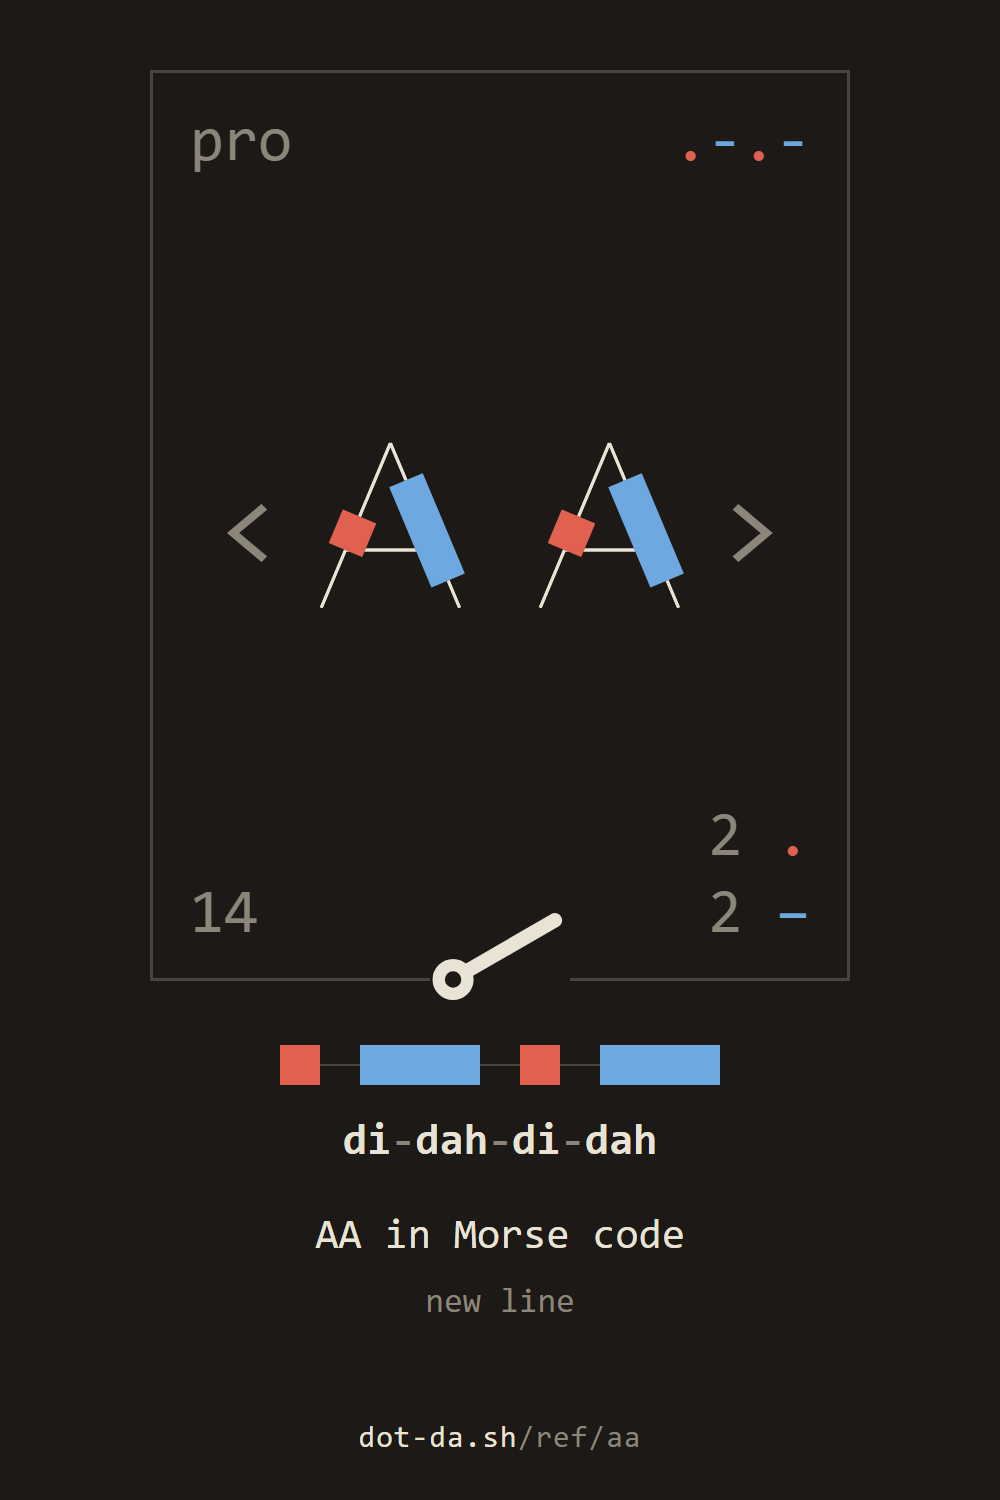 pro .-.-
<AA>
2 .
14 2 -
di-dah-di-dah
AA in Morse code
new line
dot-da.sh/ref/aa